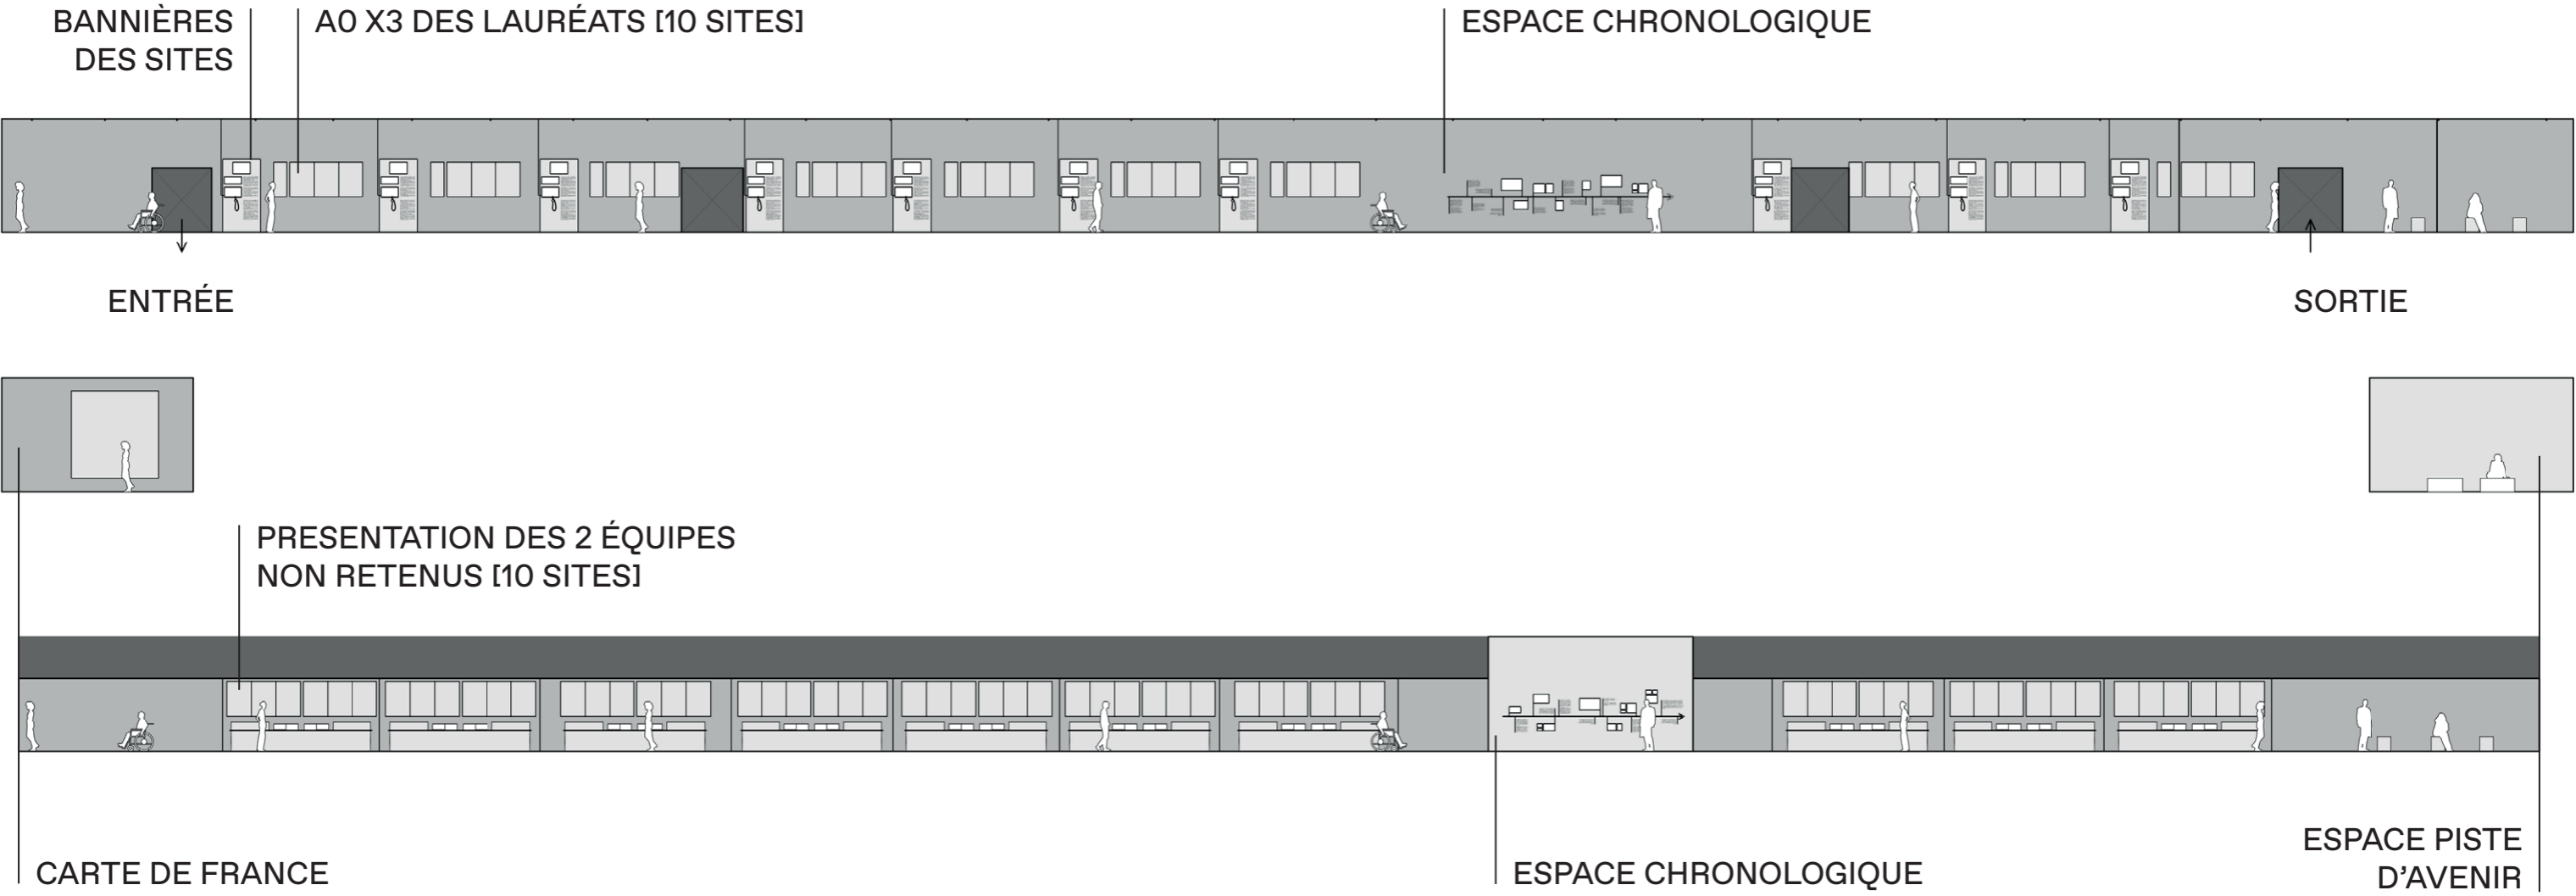 BANNIÈRES
DES SITES
A0 X3 DES LAURÉATS [10 SITES]
ESPACE CHRONOLOGIQUE
ENTRÉE
SORTIE
PRESENTATION DES 2 ÉQUIPES
NON RETENUS [10 SITES]
CARTE DE FRANCE
ESPACE CHRONOLOGIQUE
ESPACE PISTE
D'AVENIR